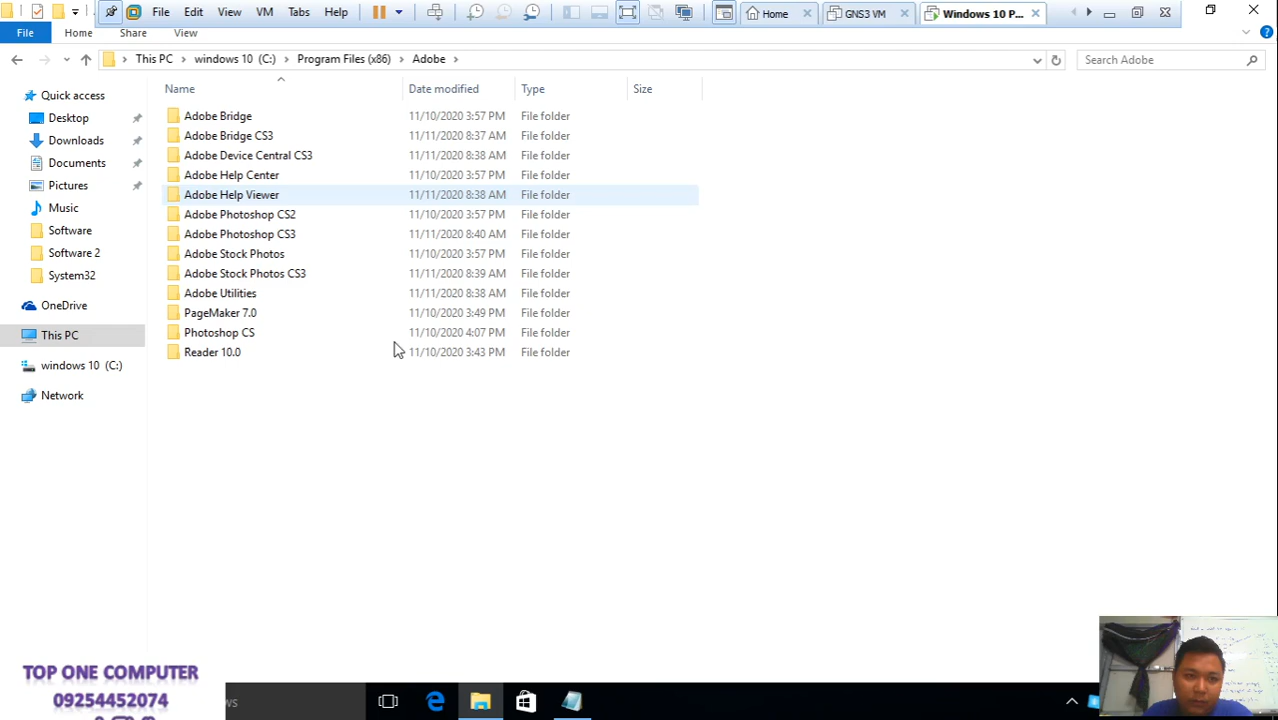 File Edit View VM Tabs Help Home GNS3 VM Windows 10 P...
File Home Share View
This PC windows 10 (C:) Program Files (x86) Adobe Search Adobe
Name Date modified Type Size
Quick access
Desktop
Downloads
Documents
Pictures
Music
Software
Software 2
System32
OneDrive
This PC
windows 10 (C:)
Network
Adobe Bridge 11/10/2020 3:57 PM File folder
Adobe Bridge CS3 11/11/2020 8:37 AM File folder
Adobe Device Central CS3 11/11/2020 8:38 AM File folder
Adobe Help Center 11/10/2020 3:57 PM File folder
Adobe Help Viewer 11/11/2020 8:38 AM File folder
Adobe Photoshop CS2 11/10/2020 3:57 PM File folder
Adobe Photoshop CS3 11/11/2020 8:40 AM File folder
Adobe Stock Photos 11/10/2020 3:57 PM File folder
Adobe Stock Photos CS3 11/11/2020 8:39 AM File folder
Adobe Utilities 11/11/2020 8:38 AM File folder
PageMaker 7.0 11/10/2020 3:49 PM File folder
Photoshop CS 11/10/2020 4:07 PM File folder
Reader 10.0 11/10/2020 3:43 PM File folder
TOP ONE COMPUTER
09254452074
ws